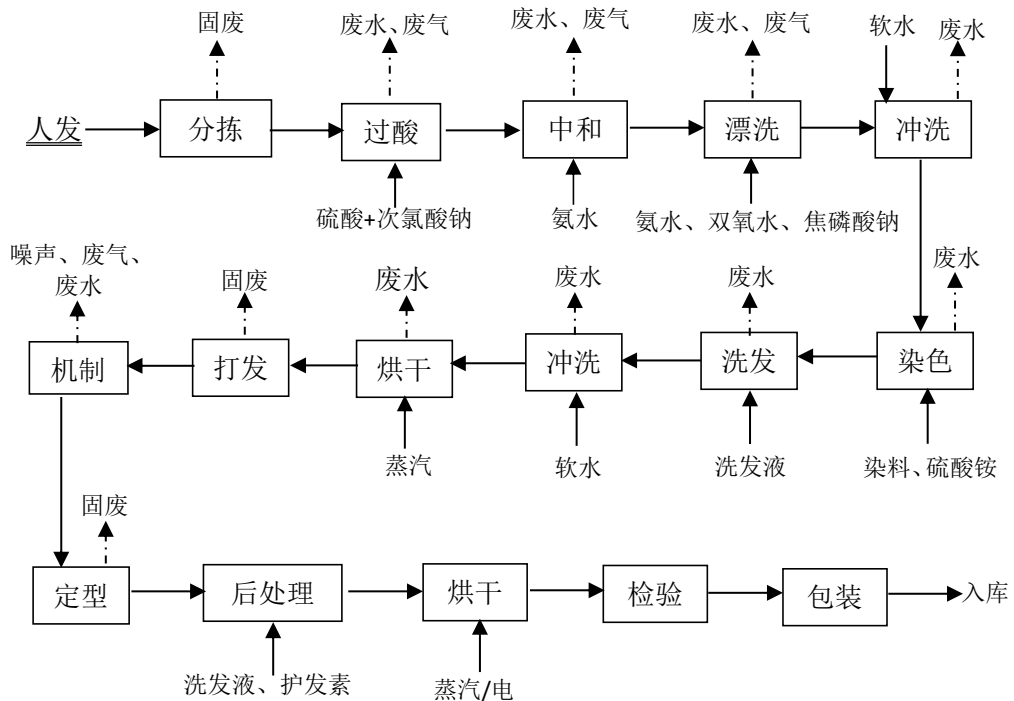 固废
废水、废气
废水、废气
废水、废气
软水
废水
人发
分拣
过酸
中和
漂洗
冲洗
硫酸+次氯酸钠
氨水
氨水、双氧水、焦磷酸钠
噪声、废气、
废水
固废
废水
废水
废水
废水
机制
打发
烘干
冲洗
洗发
染色
蒸汽
软水
洗发液
染料、硫酸铵
固废
定型
后处理
烘干
检验
包装
入库
洗发液、护发素
蒸汽/电